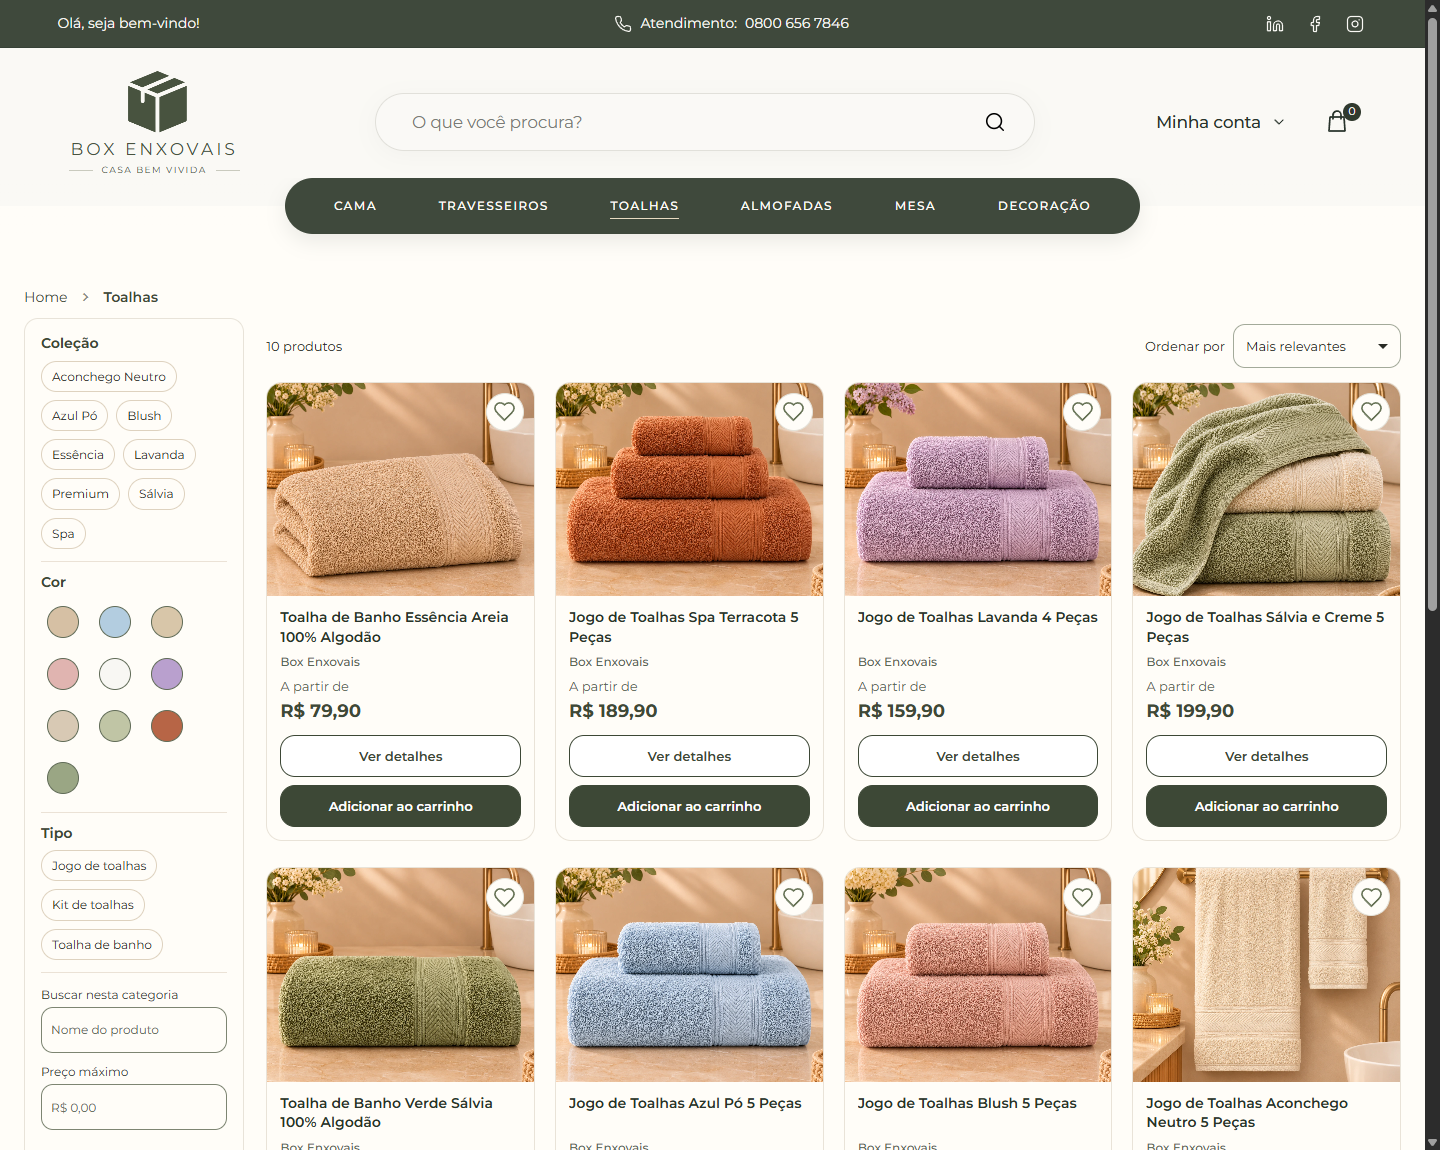 Olá, seja bem-vindo!
Atendimento: 0800 656 7846
BOX ENXOVAIS
CASA BEM VIVIDA
O que você procura?
Minha conta
0
CAMA
TRAVESSEIROS
TOALHAS
ALMOFADAS
MESA
DECORAÇÃO
Home > Toalhas
Coleção
Aconchego Neutro
Azul Pó
Blush
Essência
Lavanda
Premium
Sálvia
Spa
Cor
Tipo
Jogo de toalhas
Kit de toalhas
Toalha de banho
Buscar nesta categoria
Nome do produto
Preço máximo
R$ 0,00
10 produtos
Ordenar por
Mais relevantes
Toalha de Banho Essência Areia
100% Algodão
Box Enxovais
A partir de
R$ 79,90
Ver detalhes
Adicionar ao carrinho
Jogo de Toalhas Spa Terracota 5
Peças
Box Enxovais
A partir de
R$ 189,90
Ver detalhes
Adicionar ao carrinho
Jogo de Toalhas Lavanda 4 Peças
Box Enxovais
A partir de
R$ 159,90
Ver detalhes
Adicionar ao carrinho
Jogo de Toalhas Sálvia e Creme 5
Peças
Box Enxovais
A partir de
R$ 199,90
Ver detalhes
Adicionar ao carrinho
Toalha de Banho Verde Sálvia
100% Algodão
Box Enxovais
Jogo de Toalhas Azul Pó 5 Peças
Box Enxovais
Jogo de Toalhas Blush 5 Peças
Box Enxovais
Jogo de Toalhas Aconchego
Neutro 5 Peças
Box Enxovais